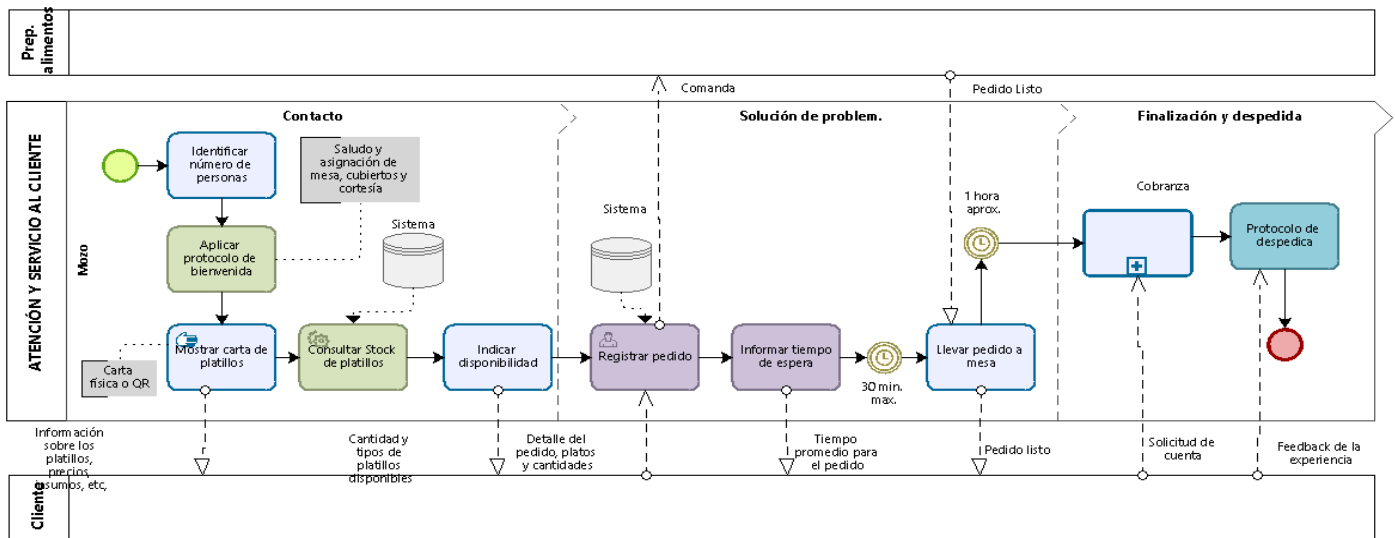 Prep.
alimentos
Comanda
Pedido Listo
ATENCIÓN Y SERVICIO AL CLIENTE
Mozo
Contacto
Solución de problem.
Finalización y despedida
Identificar
número de
personas
Saludo y
asignación de
mesa, cubiertos y
cortesía
Aplicar
protocolo de
bienvenida
Sistema
Mostrar carta de
platillos
Carta
física o QR
Consultar Stock
de platillos
Indicar
disponibilidad
Sistema
Registrar pedido
Informar tiempo
de espera
30 min.
max.
Llevar pedido a
mesa
1 hora
aprox.
Cobranza
Protocolo de
despedica
Información
sobre los
platillos,
precios,
insumos, etc,
Cantidad y
tipos de
platillos
disponibles
Detalle del
pedido, platos
y cantidades
Tiempo
promedio para
el pedido
Pedido listo
Solicitud de
cuenta
Feedback de la
experiencia
Cliente